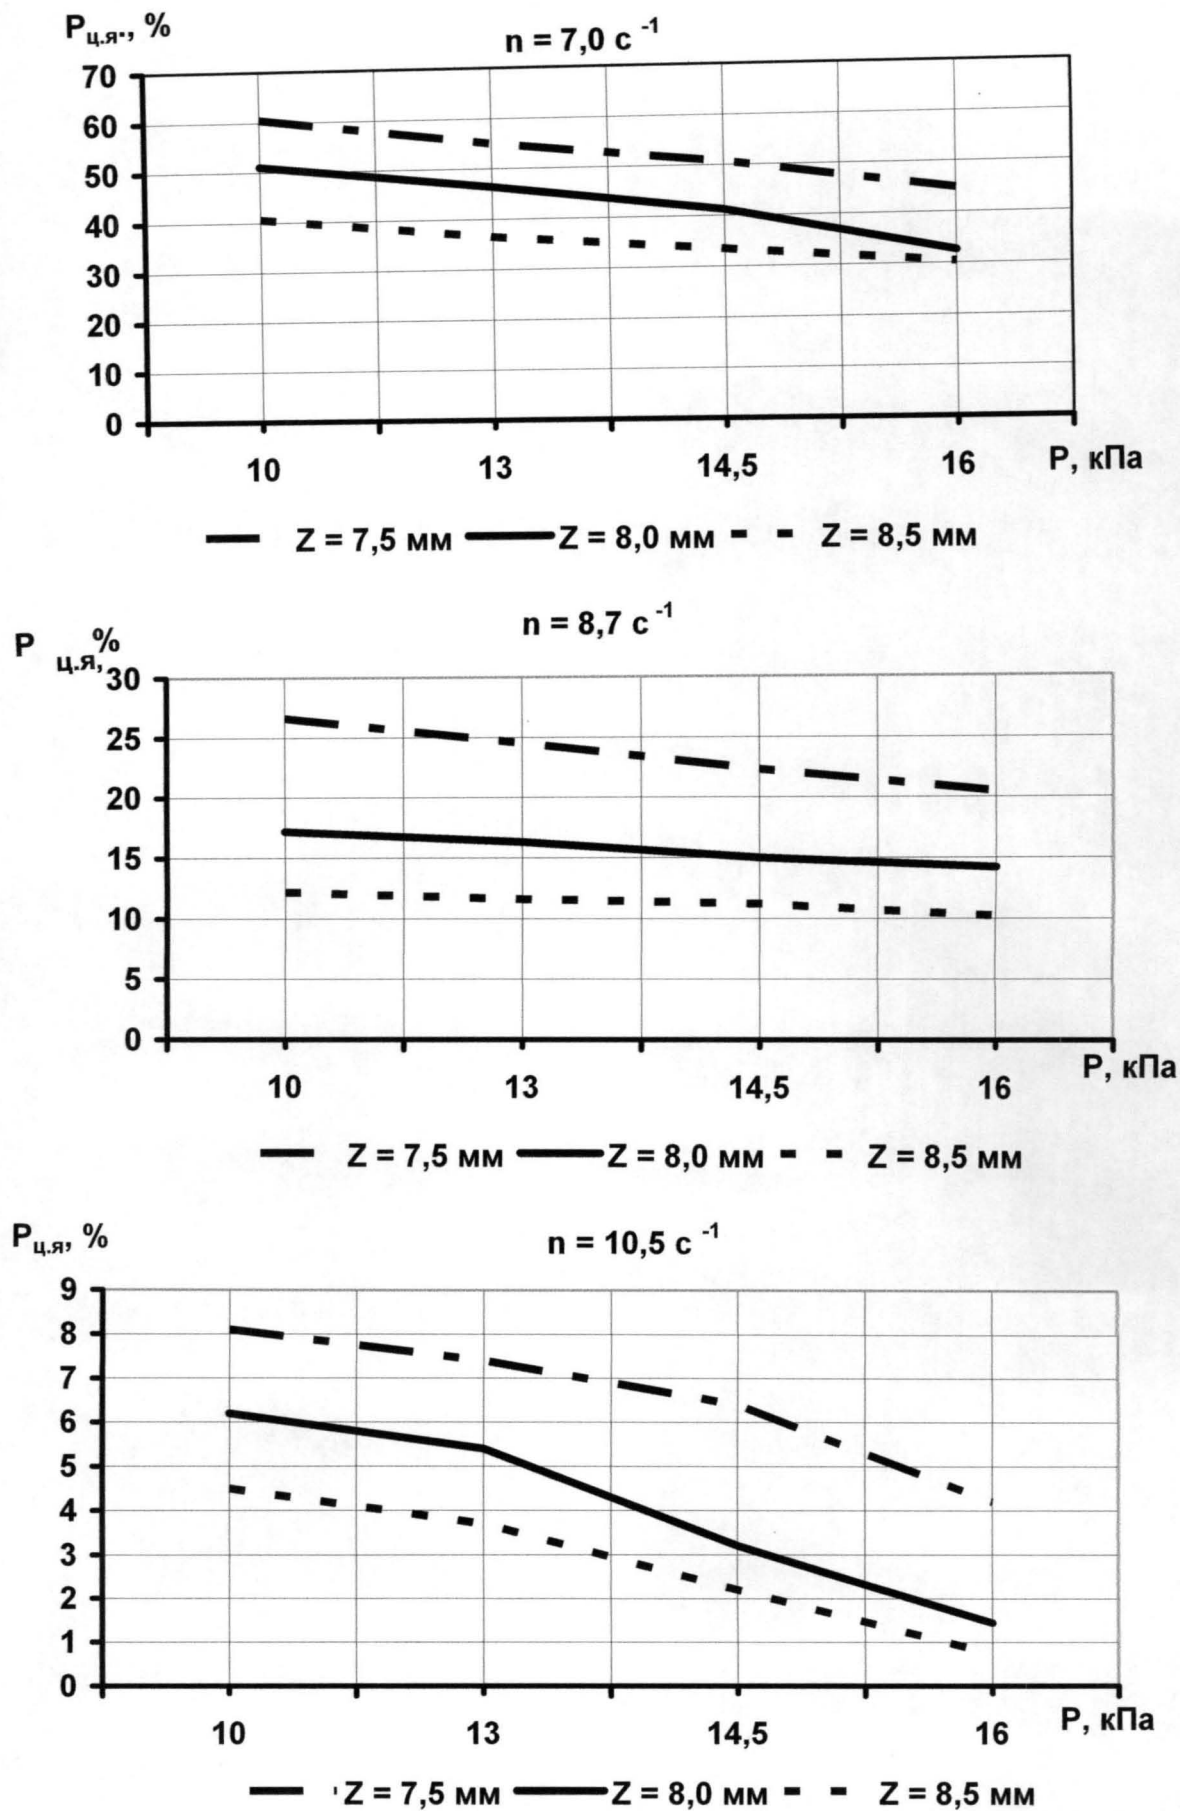 Рц.я., %
n = 7,0 с -1
70
60
50
40
30
20
10
0
10 13 14,5 16 Р, кПа
Z = 7,5 мм Z = 8,0 мм Z = 8,5 мм
n = 8,7 с -1
Р ц.я, %
30
25
20
15
10
5
0
10 13 14,5 16 Р, кПа
Z = 7,5 мм Z = 8,0 мм Z = 8,5 мм
Рц.я, %
n = 10,5 с -1
9
8
7
6
5
4
3
2
1
0
10 13 14,5 16 Р, кПа
Z = 7,5 мм Z = 8,0 мм Z = 8,5 мм